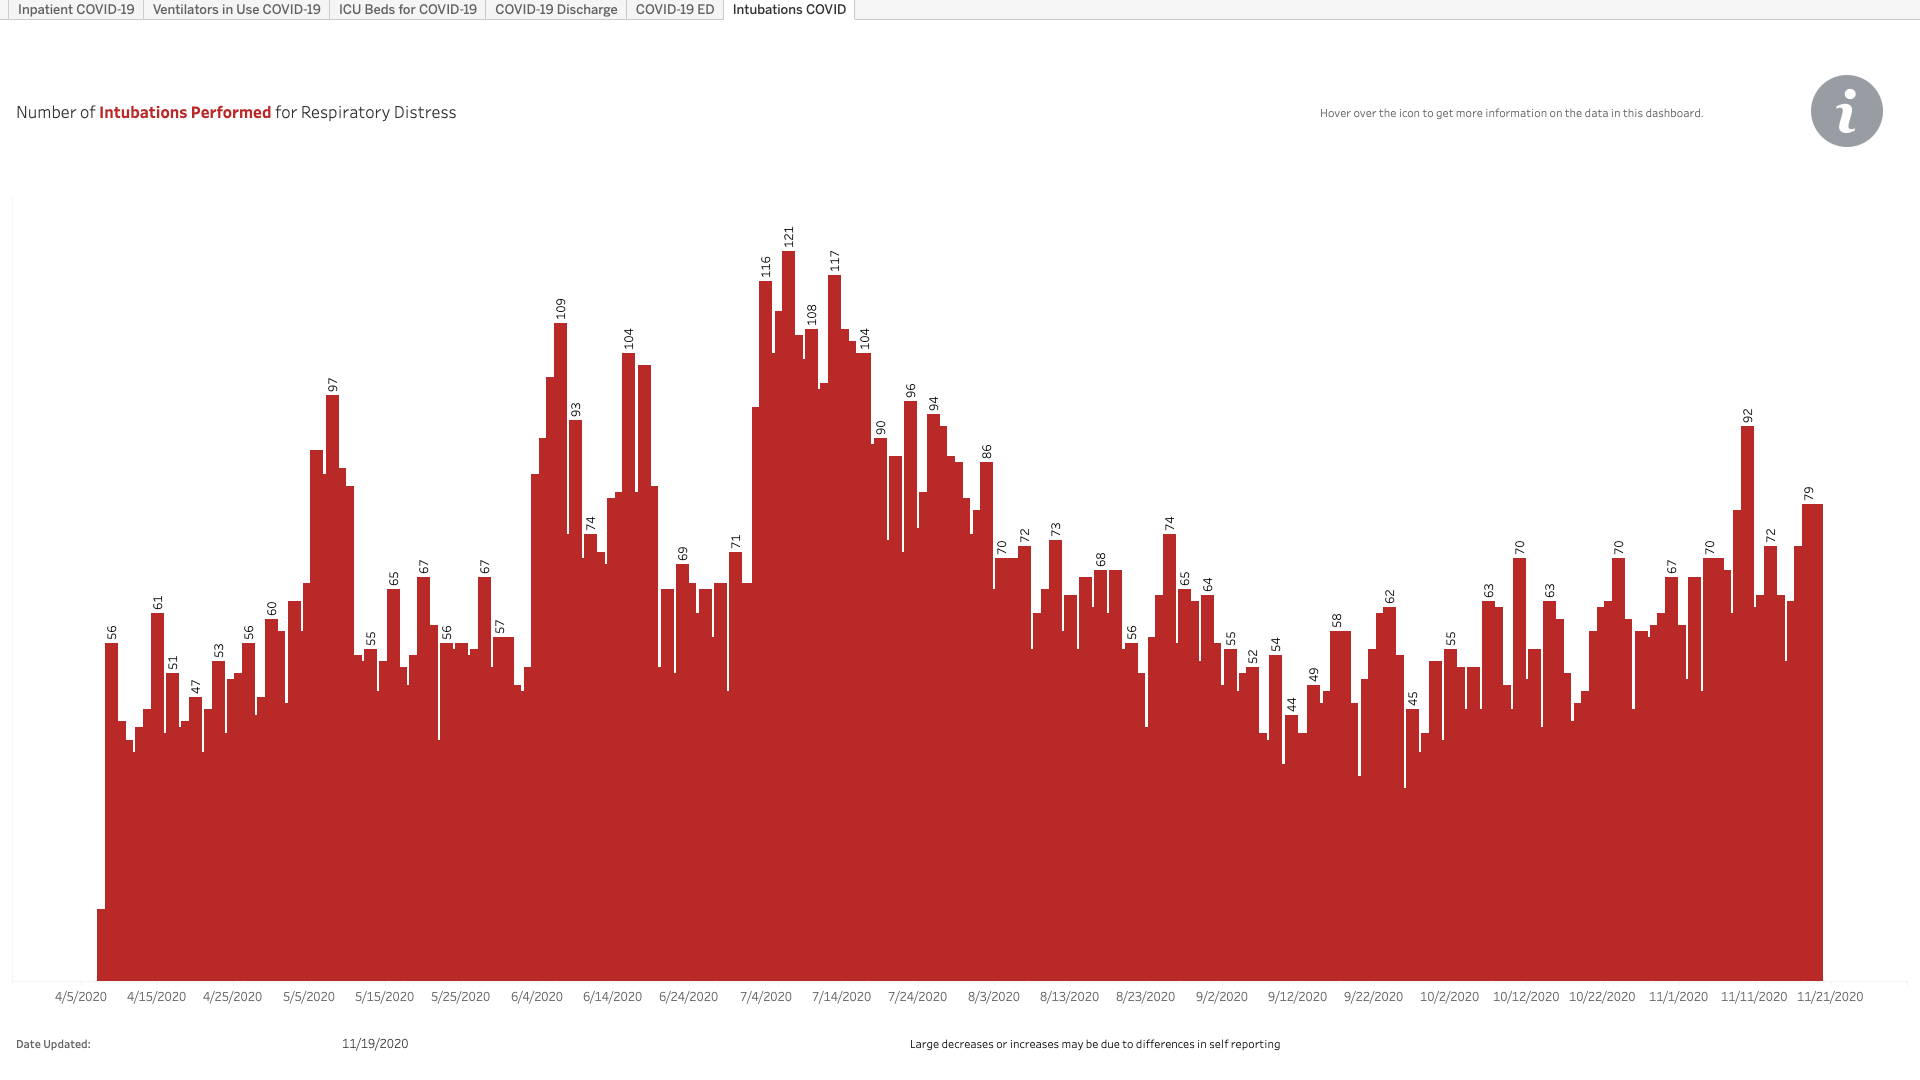 Inpatient COVID-19 Ventilators in Use COVID-19 ICU Beds for COVID-19 COVID-19 Discharge COVID-19 ED Intubations COVID
Number of Intubations Performed for Respiratory Distress
Hover over the icon to get more information on the data in this dashboard.
i
56 61 51 47 53 56 60 97 55 65 67 56 67 57 109 93 74 104 69 71 116 121 108 117 104 90 96 94 86 70 72 73 68 56 74 65 64 55 52 54 44 49 58 62 45 55 63 70 63 70 67 70 92 72 79
4/5/2020 4/15/2020 4/25/2020 5/5/2020 5/15/2020 5/25/2020 6/4/2020 6/14/2020 6/24/2020 7/4/2020 7/14/2020 7/24/2020 8/3/2020 8/13/2020 8/23/2020 9/2/2020 9/12/2020 9/22/2020 10/2/2020 10/12/2020 10/22/2020 11/1/2020 11/11/2020 11/21/2020
Date Updated: 11/19/2020
Large decreases or increases may be due to differences in self reporting